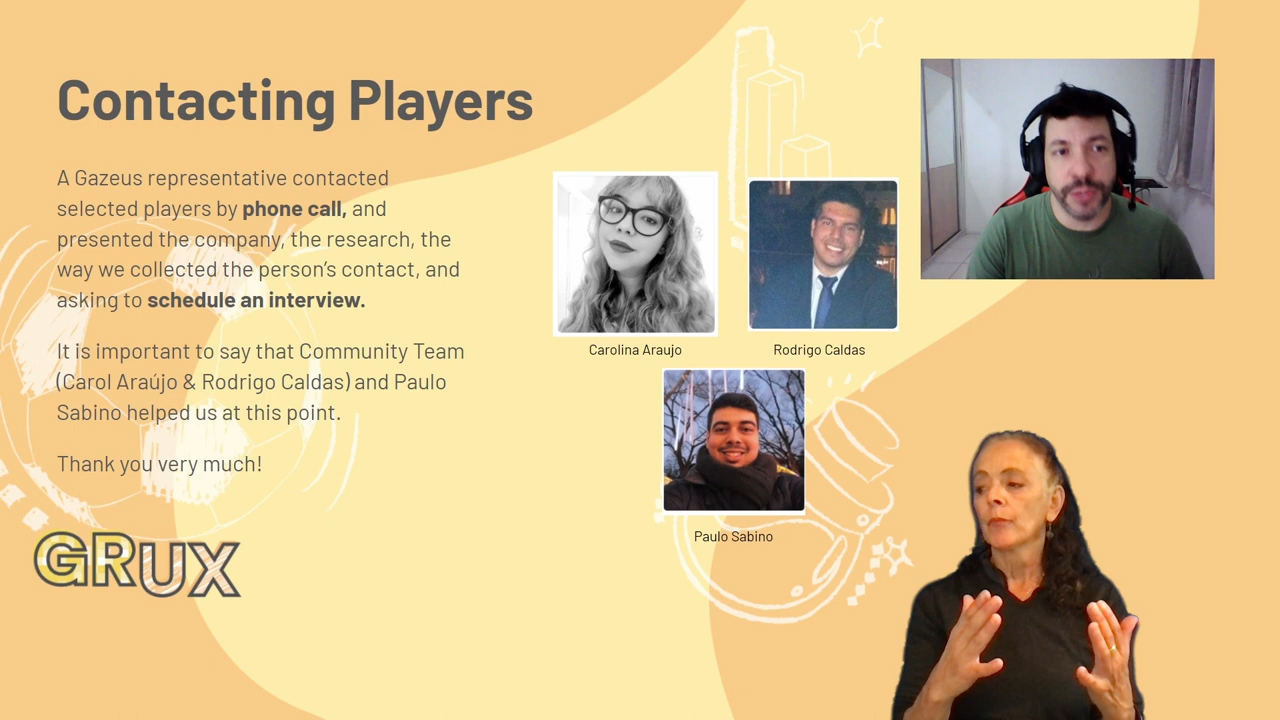 Contacting Players
A Gazeus representative contacted
selected players by phone call, and
presented the company, the research, the
way we collected the person’s contact, and
asking to schedule an interview.
It is important to say that Community Team
(Carol Araújo & Rodrigo Caldas) and Paulo
Sabino helped us at this point.
Thank you very much!
Carolina Araujo
Rodrigo Caldas
Paulo Sabino
GRUX